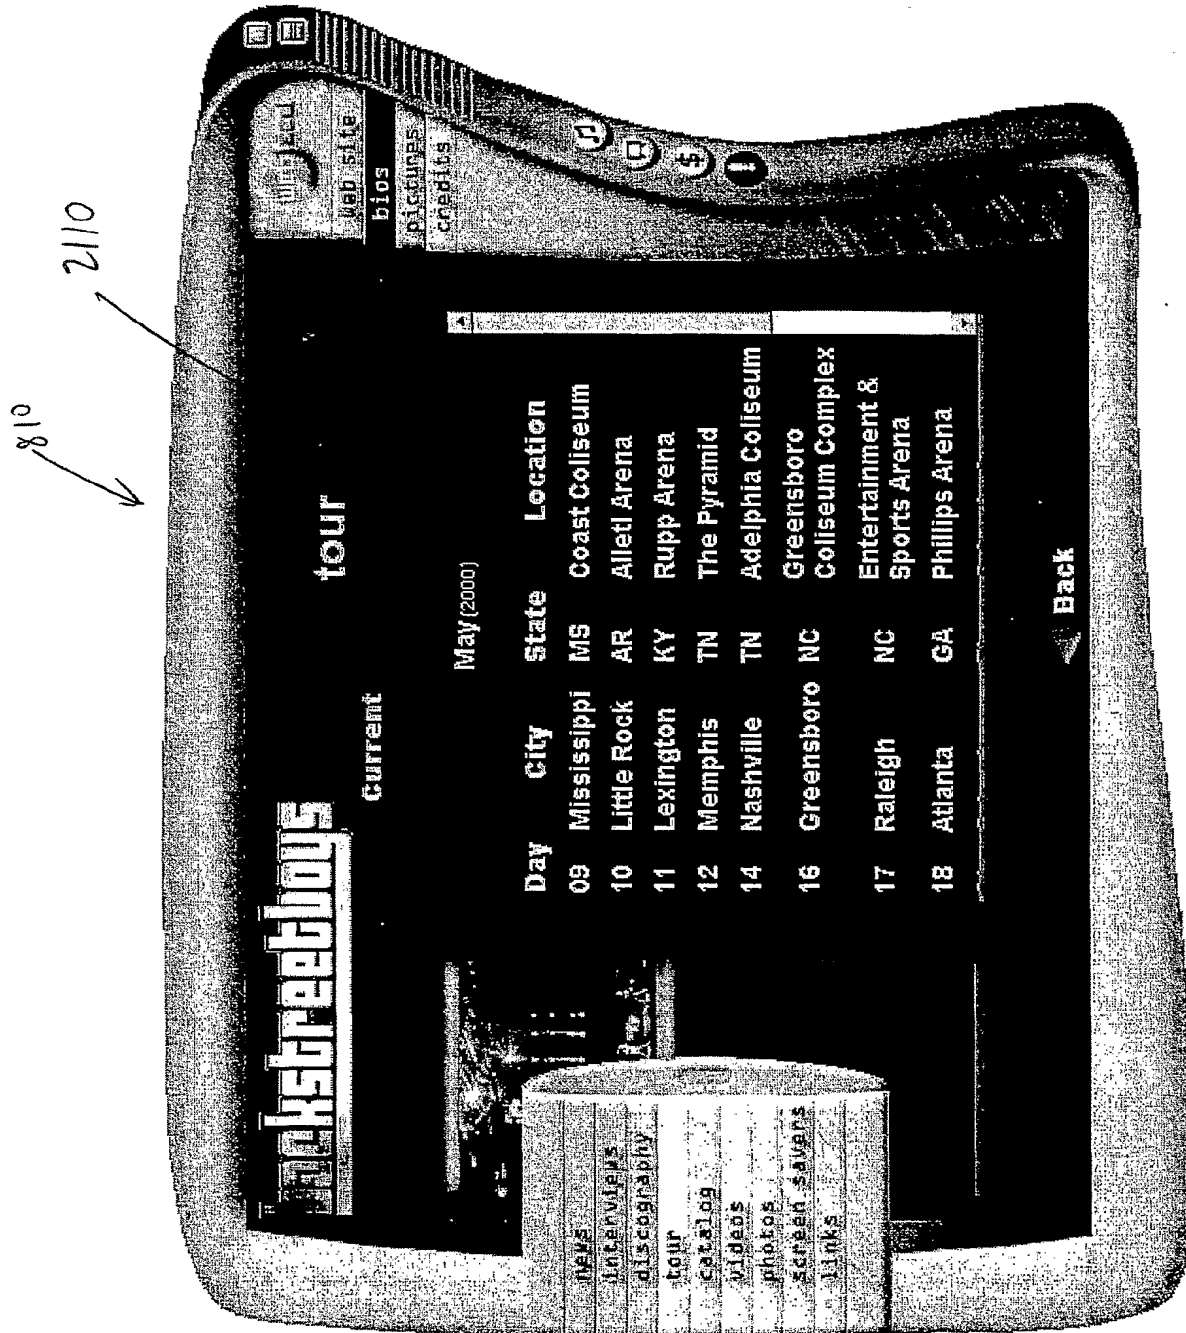 810
2110
backstreetboys
tour
current
May (2000)
Day City State Location
09 Mississippi MS Coast Coliseum
10 Little Rock AR Alletl Arena
11 Lexington KY Rupp Arena
12 Memphis TN The Pyramid
14 Nashville TN Adelphia Coliseum
16 Greensboro NC Greensboro
Coliseum Complex
17 Raleigh NC Entertainment &
Sports Arena
18 Atlanta GA Phillips Arena
Back
news
interviews
discography
tour
catalog
videos
photos
screen savers
links
web site
bios
pictures
credits
$